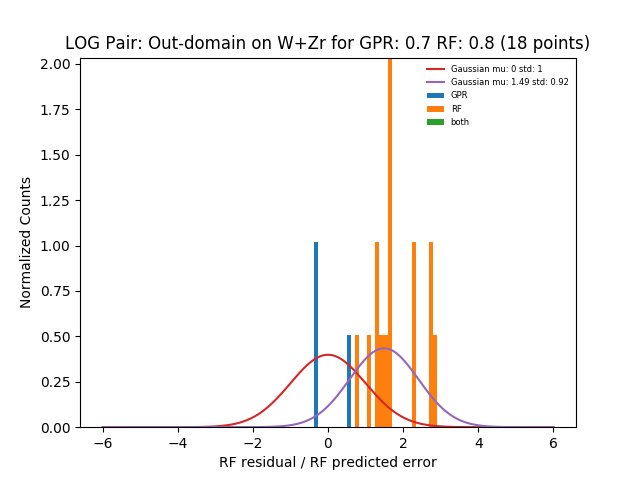 LOG Pair: Out-domain on W+Zr for GPR: 0.7 RF: 0.8 (18 points)
Gaussian mu: 0 std: 1
Gaussian mu: 1.49 std: 0.92
GPR
RF
both
Normalized Counts
2.00
1.75
1.50
1.25
1.00
0.75
0.50
0.25
0.00
−6 −4 −2 0 2 4 6
RF residual / RF predicted error